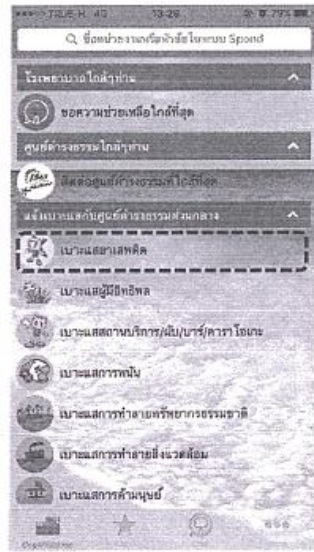 TRUE-H 4G 13:26 79%
ชื่อหน่วยงานหรือหัวข้อในระบบ Spond
โรงพยาบาลใกล้ๆท่าน
ขอความช่วยเหลือใกล้ที่สุด
ศูนย์ดำรงธรรมใกล้ๆท่าน
ติดต่อศูนย์ดำรงธรรมที่ใกล้ที่สุด
แจ้งเบาะแสกับศูนย์ดำรงธรรมส่วนกลาง
เบาะแสยาเสพติด
เบาะแสผู้มีอิทธิพล
เบาะแสสถานบริการ/ผับ/บาร์/คาราโอเกะ
เบาะแสการพนัน
เบาะแสการทำลายทรัพยากรธรรมชาติ
เบาะแสการทำลายสิ่งแวดล้อม
เบาะแสการค้ามนุษย์